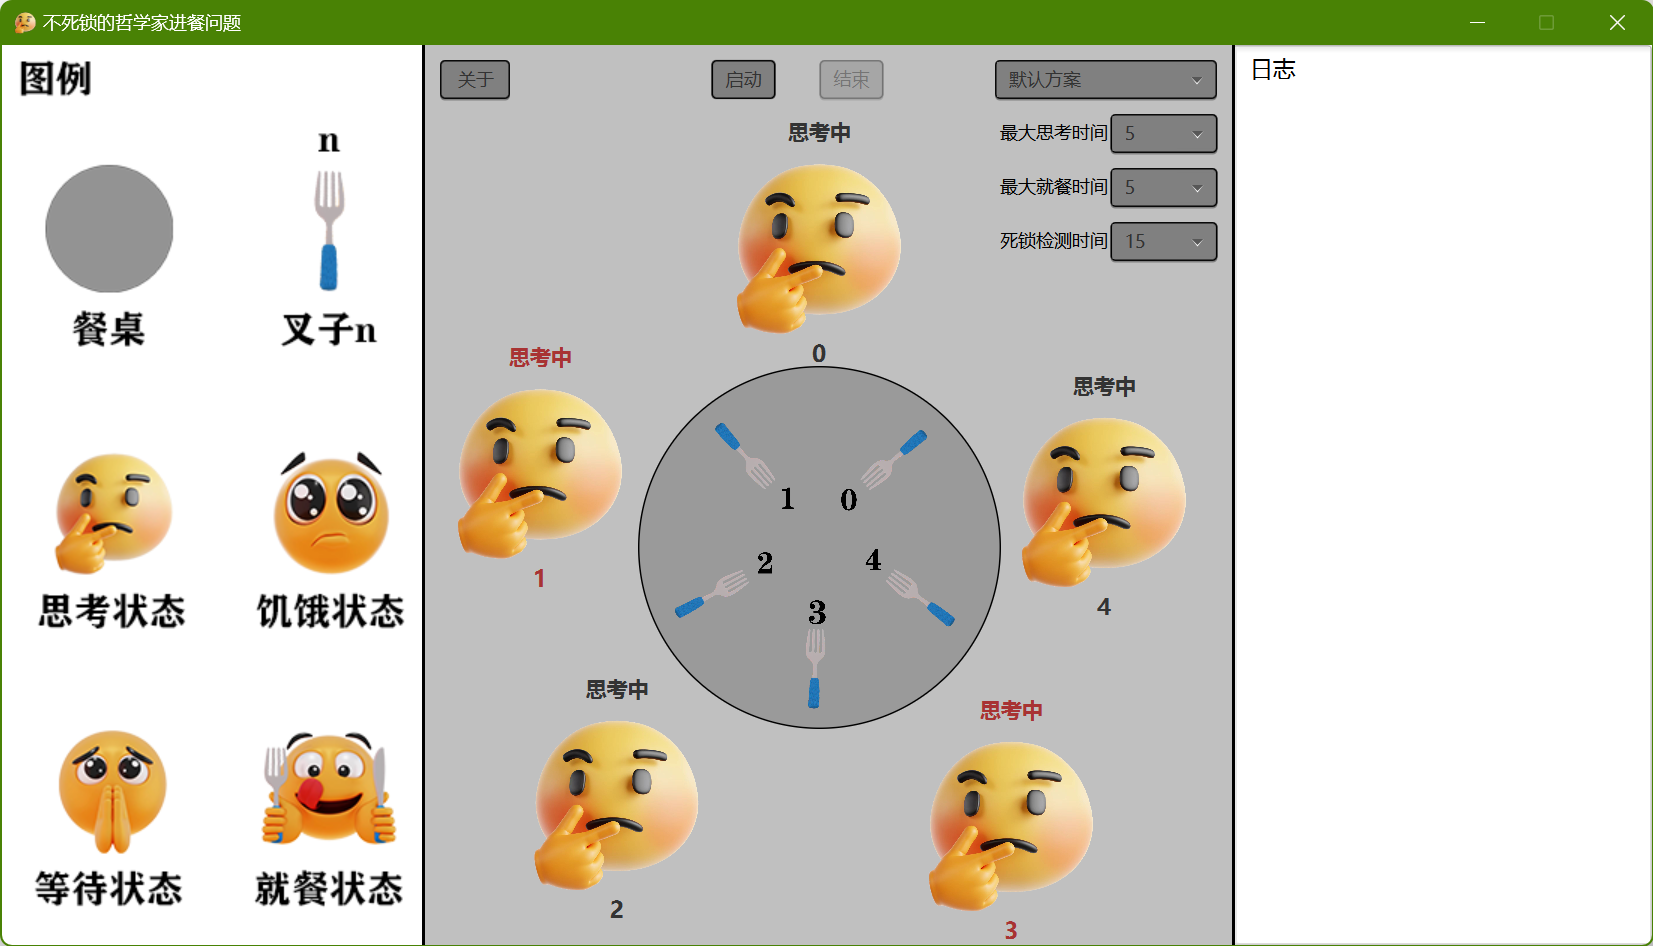 不死锁的哲学家进餐问题
图例
n
餐桌
叉子n
思考状态
饥饿状态
等待状态
就餐状态
关于
启动
结束
默认方案
最大思考时间 5
最大就餐时间 5
死锁检测时间 15
思考中
0
思考中
1
思考中
4
1
0
2
4
3
思考中
2
思考中
3
日志